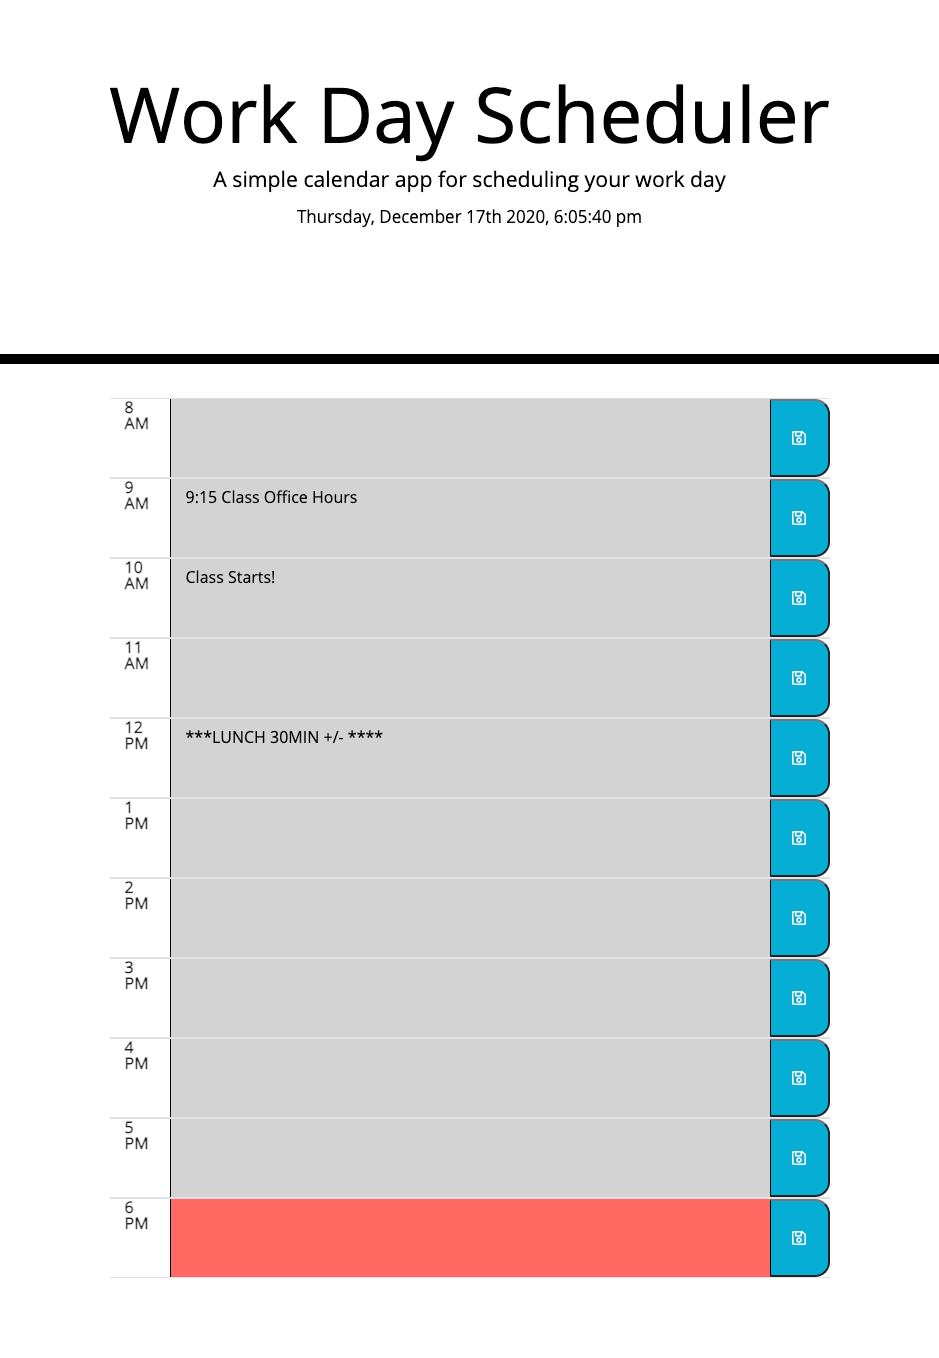 Work Day Scheduler
A simple calendar app for scheduling your work day
Thursday, December 17th 2020, 6:05:40 pm
8
AM
9
AM
9:15 Class Office Hours
10
AM
Class Starts!
11
AM
12
PM
***LUNCH 30MIN +/- ****
1
PM
2
PM
3
PM
4
PM
5
PM
6
PM